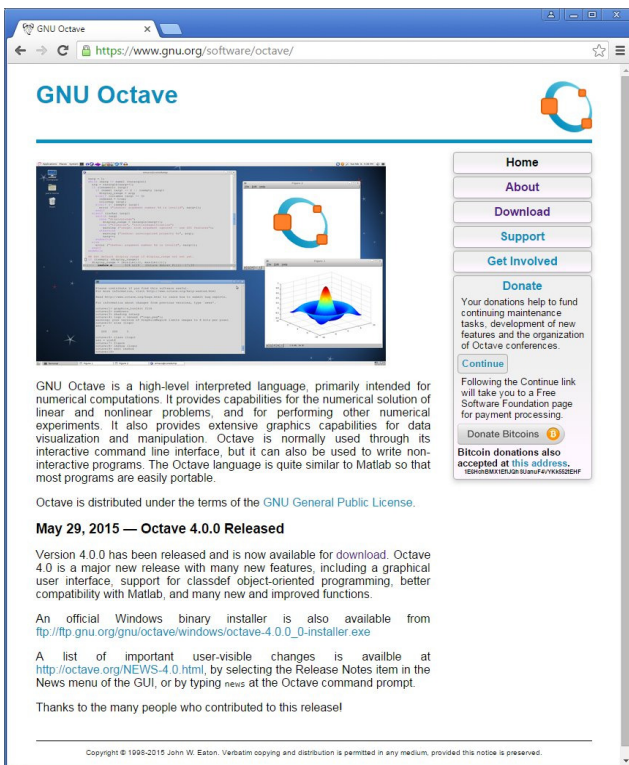 GNU Octave
https://www.gnu.org/software/octave/
GNU Octave
Home
About
Download
Support
Get Involved
Donate
Your donations help to fund
continuing maintenance
tasks, development of new
features and the organization
of Octave conferences.
Continue
Following the Continue link
will take you to a Free
Software Foundation page
for payment processing.
Donate Bitcoins
Bitcoin donations also
accepted at this address.
GNU Octave is a high-level interpreted language, primarily intended for
numerical computations. It provides capabilities for the numerical solution of
linear and nonlinear problems, and for performing other numerical
experiments. It also provides extensive graphics capabilities for data
visualization and manipulation. Octave is normally used through its
interactive command line interface, but it can also be used to write non-
interactive programs. The Octave language is quite similar to Matlab so that
most programs are easily portable.
Octave is distributed under the terms of the GNU General Public License.
May 29, 2015 — Octave 4.0.0 Released
Version 4.0.0 has been released and is now available for download. Octave
4.0 is a major new release with many new features, including a graphical
user interface, support for classdef object-oriented programming, better
compatibility with Matlab, and many new and improved functions.
An official Windows binary installer is also available from
ftp://ftp.gnu.org/gnu/octave/windows/octave-4.0.0_0-installer.exe
A list of important user-visible changes is availble at
http://octave.org/NEWS-4.0.html, by selecting the Release Notes item in the
News menu of the GUI, or by typing news at the Octave command prompt.
Thanks to the many people who contributed to this release!
Copyright © 1998-2015 John W. Eaton. Verbatim copying and distribution is permitted in any medium, provided this notice is preserved.